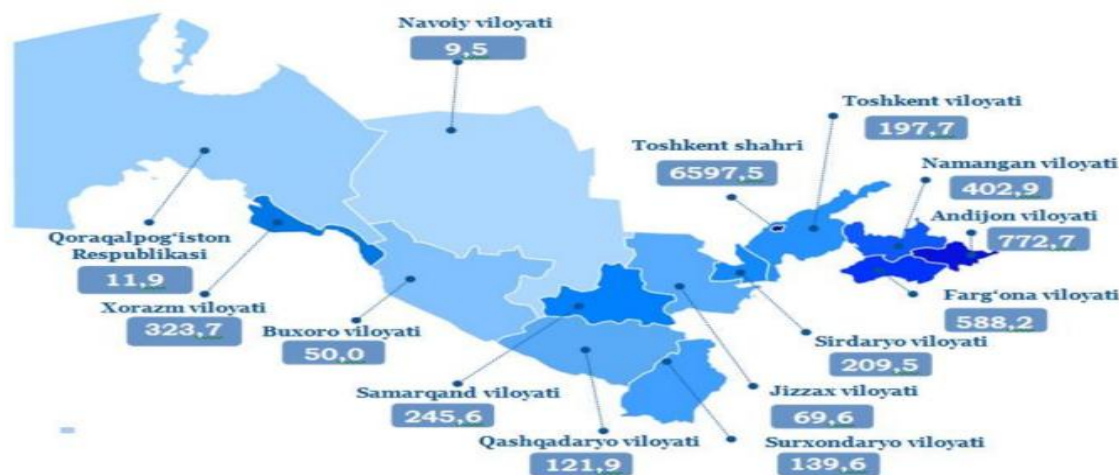 Navoiy viloyati
9,5
Toshkent viloyati
197,7
Toshkent shahri
6597,5
Namangan viloyati
402,9
Andijon viloyati
772,7
Qoraqalpog‘iston
Respublikasi
11,9
Xorazm viloyati
323,7
Buxoro viloyati
50,0
Farg‘ona viloyati
588,2
Sirdaryo viloyati
209,5
Samarqand viloyati
245,6
Jizzax viloyati
69,6
Qashqadaryo viloyati
121,9
Surxondaryo viloyati
139,6